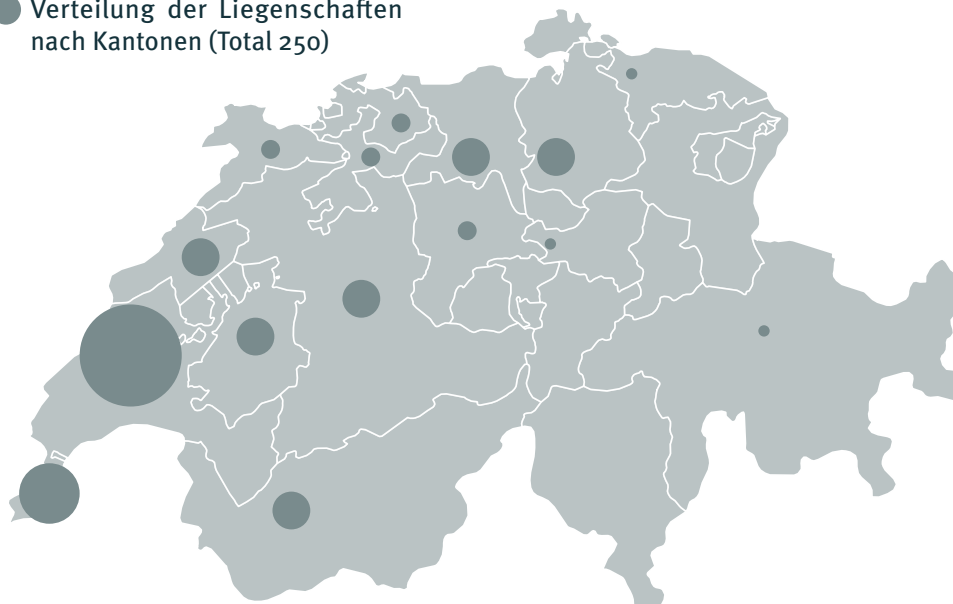 Verteilung der Liegenschaften
nach Kantonen (Total 250)